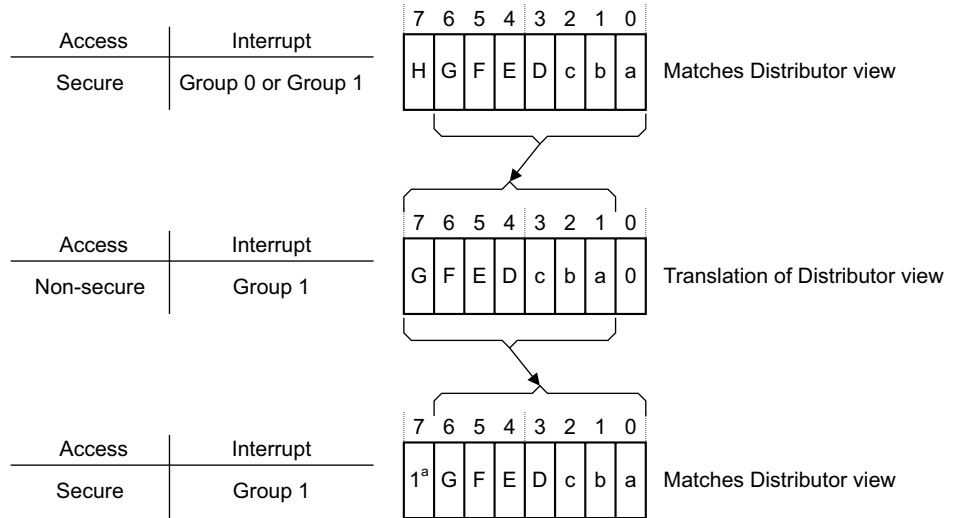 7 6 5 4 3 2 1 0
Access Interrupt
Secure Group 0 or Group 1
H G F E D c b a
Matches Distributor view
7 6 5 4 3 2 1 0
Access Interrupt
Non-secure Group 1
G F E D c b a 0
Translation of Distributor view
7 6 5 4 3 2 1 0
Access Interrupt
Secure Group 1
1ᵃ G F E D c b a
Matches Distributor view